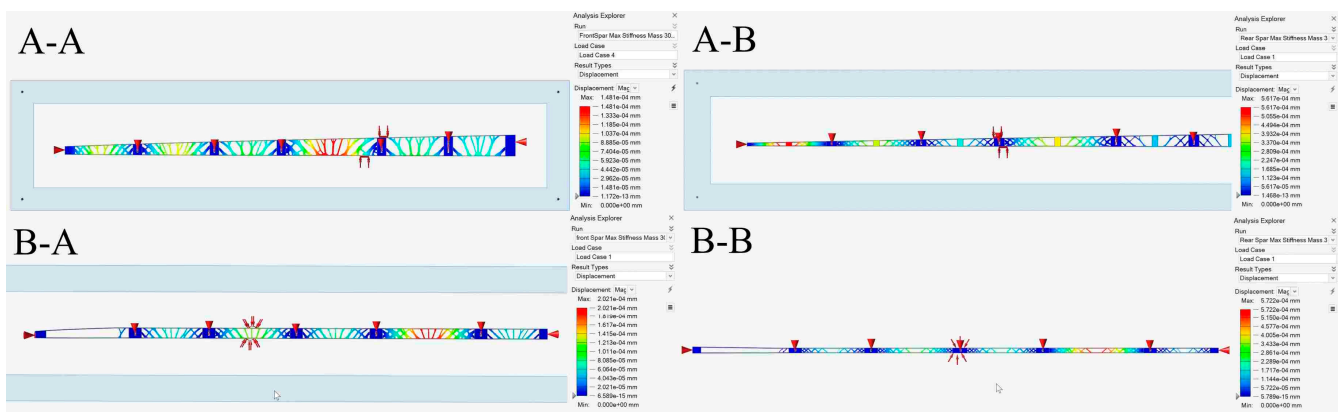 A-A
Analysis Explorer
Run
FrontSpar Max Stiffness Mass 30...
Load Case
Load Case 4
Result Types
Displacement
Displacement: Mag
Max: 1.481e-04 mm
1.481e-04 mm
1.333e-04 mm
1.185e-04 mm
1.037e-04 mm
8.885e-05 mm
7.404e-05 mm
5.923e-05 mm
4.442e-05 mm
2.962e-05 mm
1.481e-05 mm
1.172e-13 mm
Min: 0.000e+00 mm
A-B
Analysis Explorer
Run
Rear Spar Max Stiffness Mass 3
Load Case
Load Case 1
Result Types
Displacement
Displacement: Mag
Max: 5.617e-04 mm
5.617e-04 mm
5.055e-04 mm
4.494e-04 mm
3.932e-04 mm
3.370e-04 mm
2.809e-04 mm
2.247e-04 mm
1.685e-04 mm
1.123e-04 mm
5.617e-05 mm
1.468e-13 mm
Min: 0.000e+00 mm
B-A
Analysis Explorer
Run
front Spar Max Stiffness Mass 30
Load Case
Load Case 1
Result Types
Displacement
Displacement: Mag
Max: 2.021e-04 mm
2.021e-04 mm
1.819e-04 mm
1.617e-04 mm
1.415e-04 mm
1.213e-04 mm
1.011e-04 mm
8.085e-05 mm
6.064e-05 mm
4.043e-05 mm
2.021e-05 mm
6.589e-15 mm
Min: 0.000e+00 mm
B-B
Analysis Explorer
Run
Rear Spar Max Stiffness Mass 3
Load Case
Load Case 1
Result Types
Displacement
Displacement: Mag
Max: 5.722e-04 mm
5.722e-04 mm
5.150e-04 mm
4.577e-04 mm
4.005e-04 mm
3.433e-04 mm
2.861e-04 mm
2.289e-04 mm
1.717e-04 mm
1.144e-04 mm
5.722e-05 mm
5.789e-15 mm
Min: 0.000e+00 mm